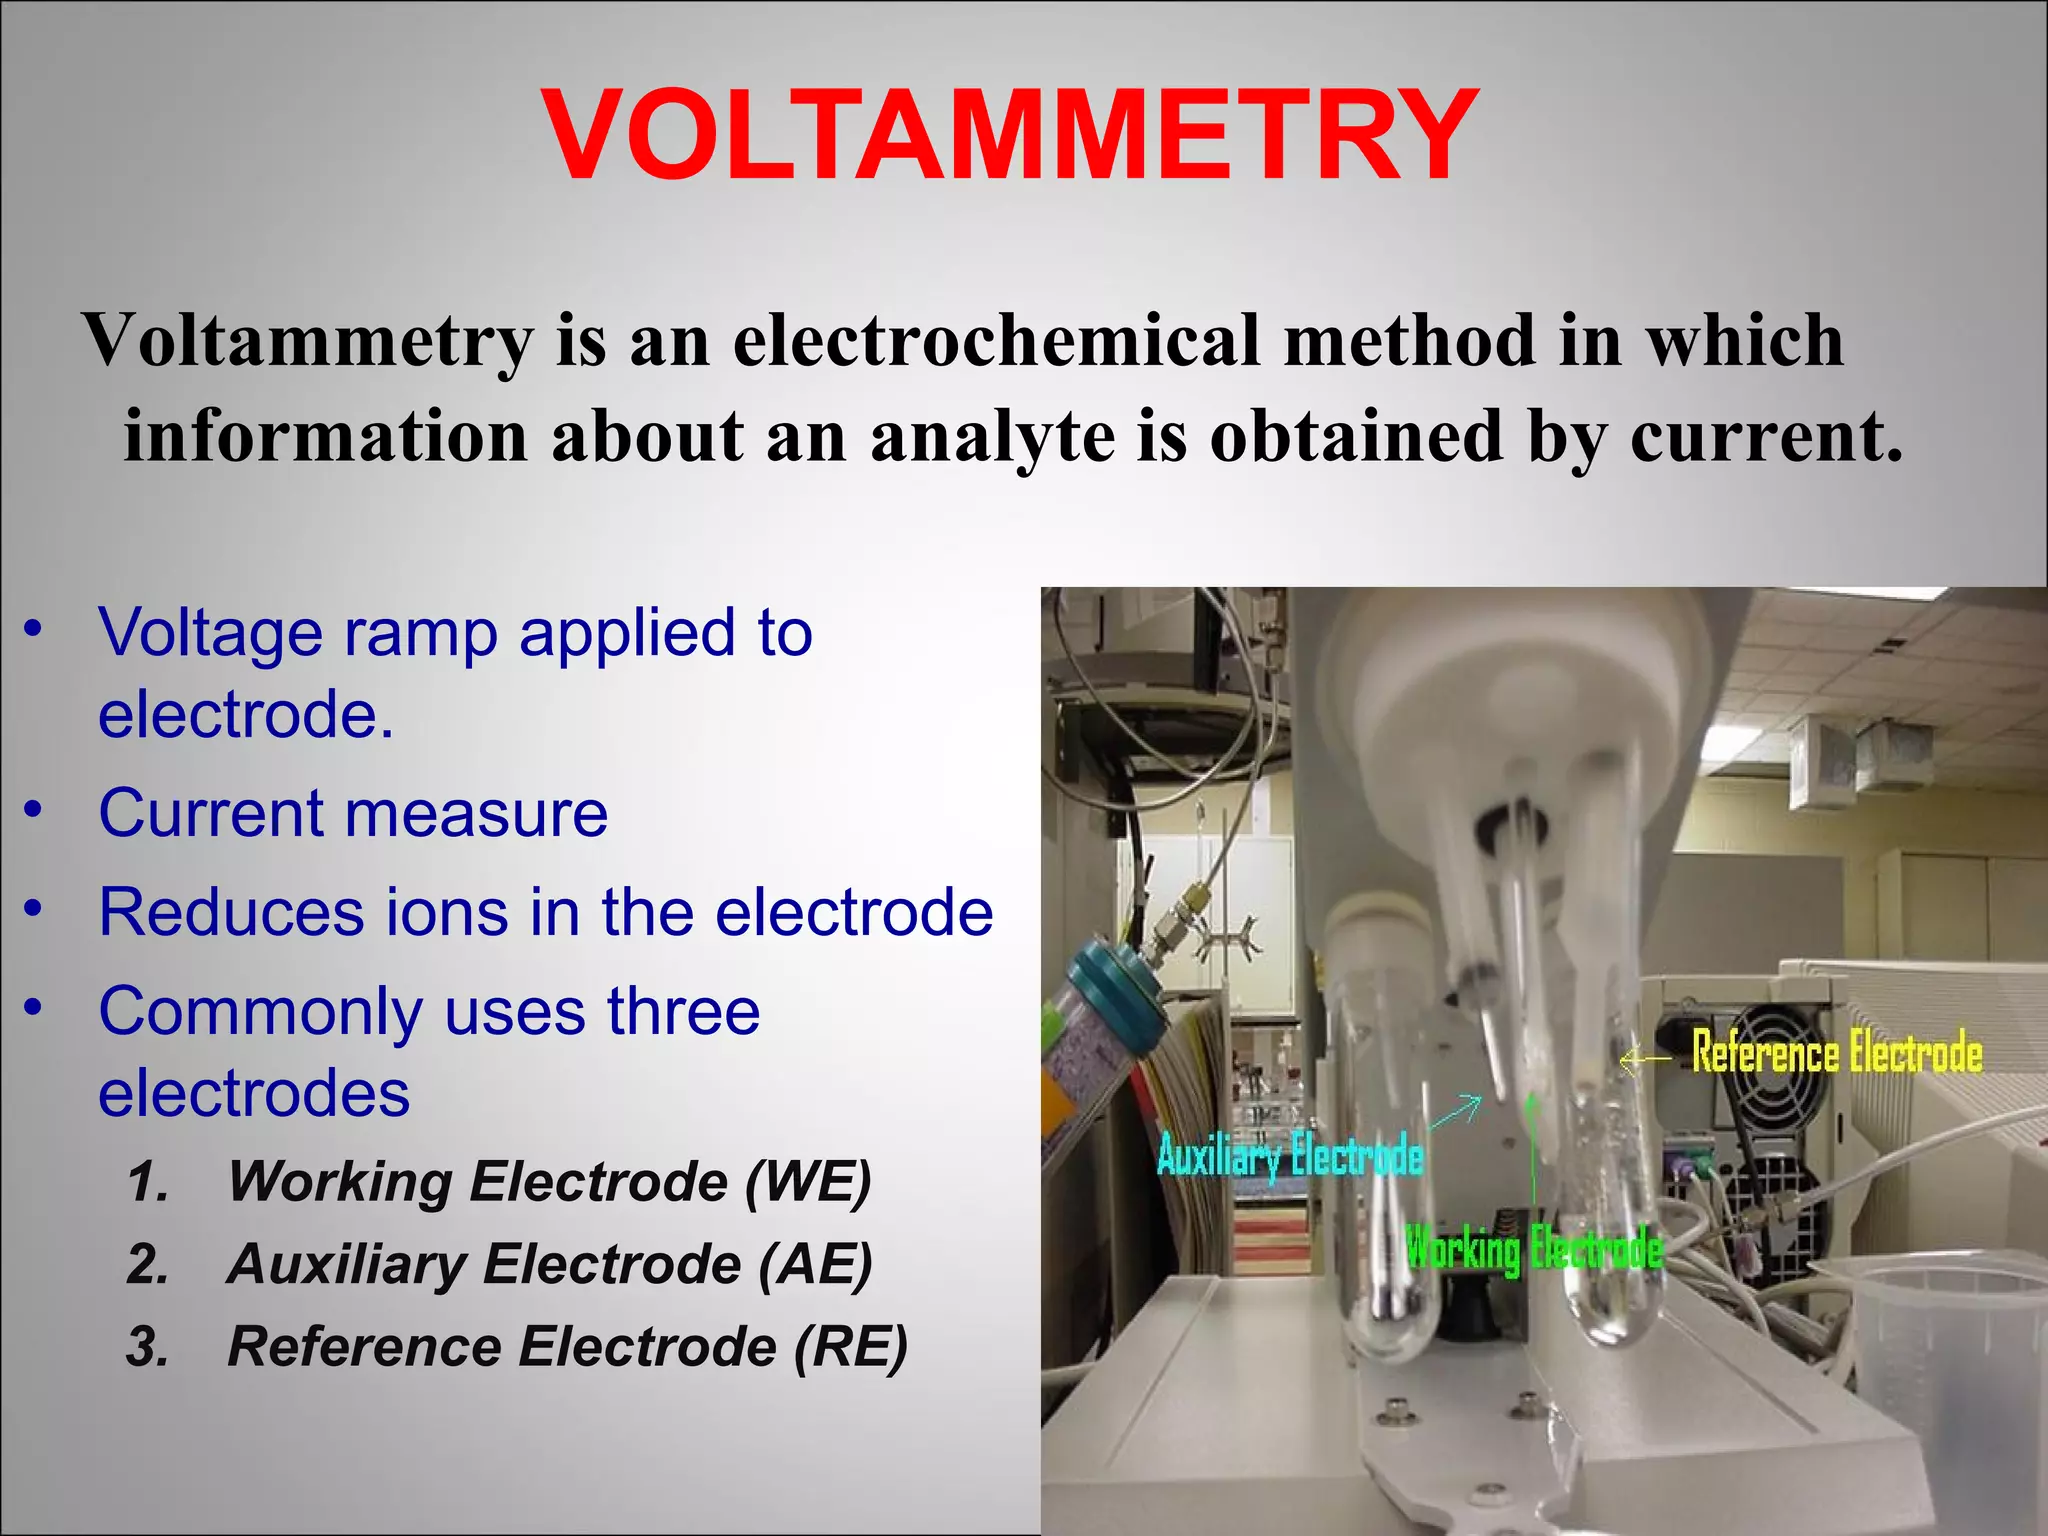 VOLTAMMETRY
Voltammetry is an electrochemical method in which
information about an analyte is obtained by current.
• Voltage ramp applied to
electrode.
• Current measure
• Reduces ions in the electrode
• Commonly uses three
electrodes
1. Working Electrode (WE)
2. Auxiliary Electrode (AE)
3. Reference Electrode (RE)
Reference Electrode
Auxiliary Electrode
Working Electrode